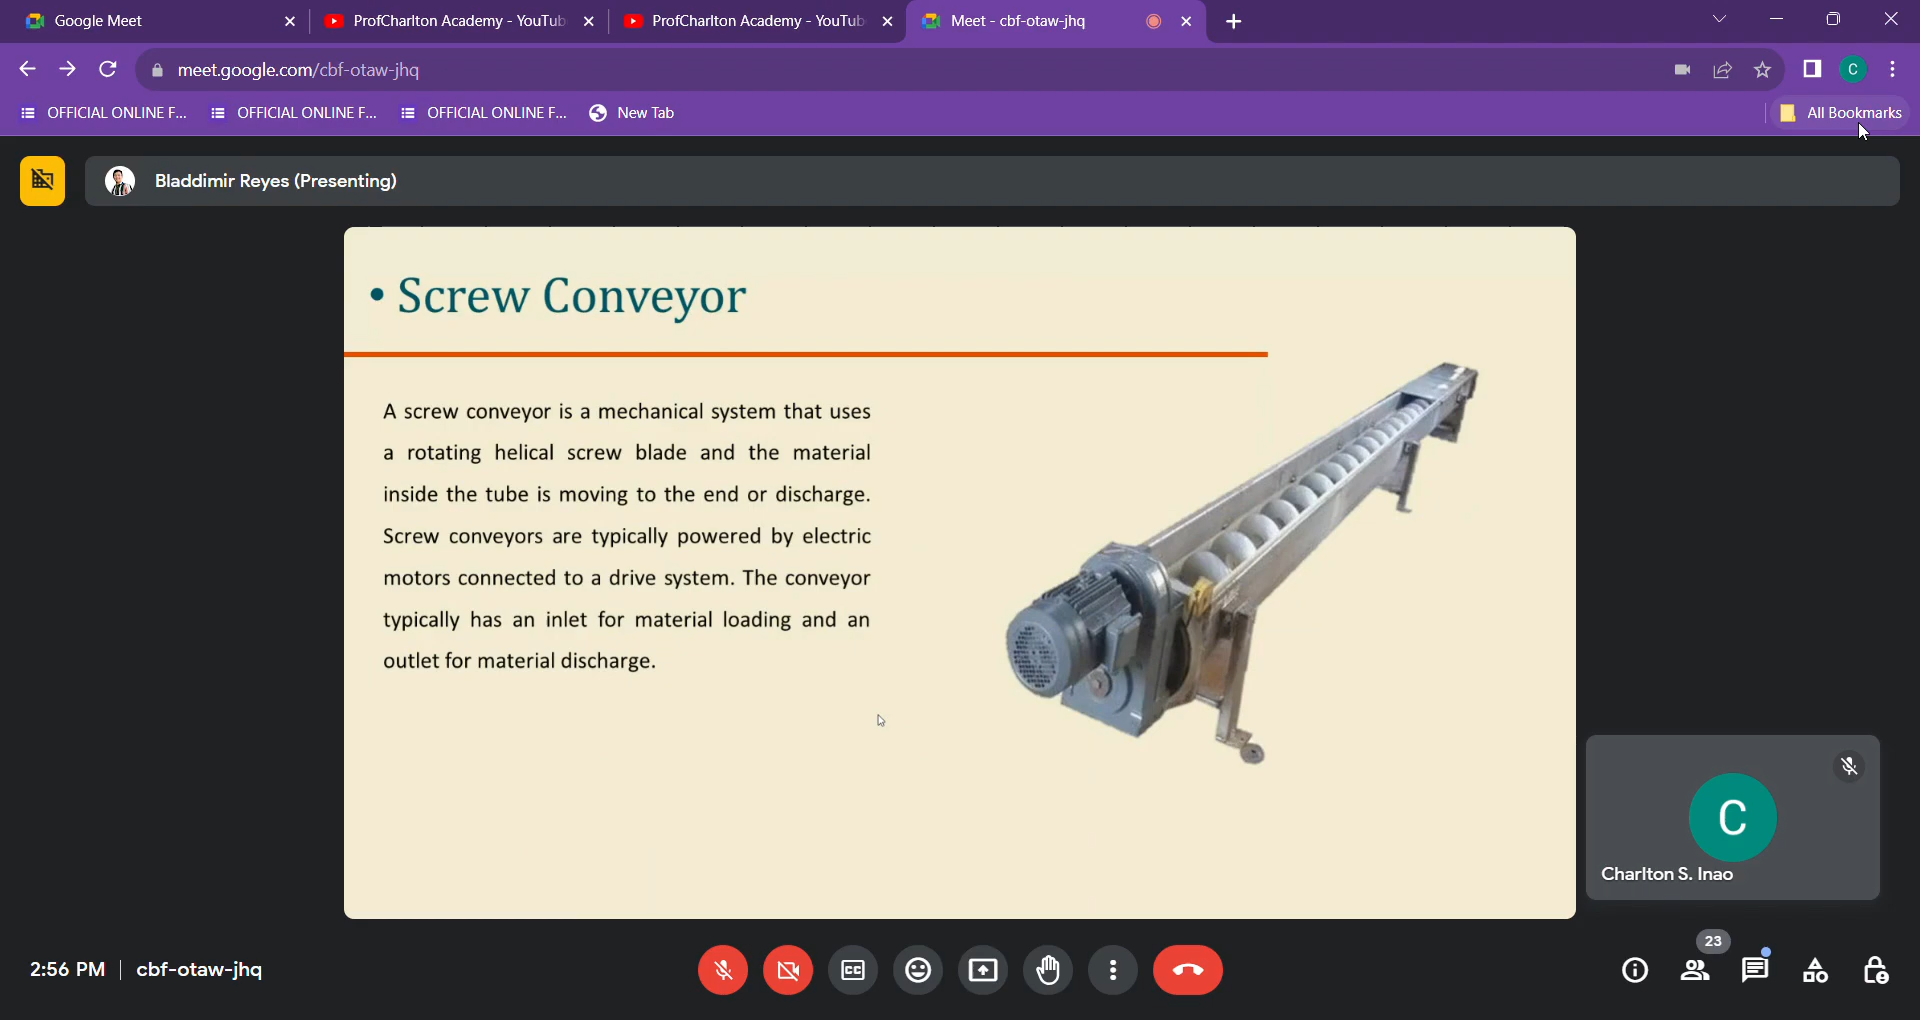 Google Meet
ProfCharlton Academy - YouTub
ProfCharlton Academy - YouTub
Meet - cbf-otaw-jhq
meet.google.com/cbf-otaw-jhq
C
OFFICIAL ONLINE F...
OFFICIAL ONLINE F...
OFFICIAL ONLINE F...
New Tab
All Bookmarks
Bladdimir Reyes (Presenting)
• Screw Conveyor
A screw conveyor is a mechanical system that uses
a rotating helical screw blade and the material
inside the tube is moving to the end or discharge.
Screw conveyors are typically powered by electric
motors connected to a drive system. The conveyor
typically has an inlet for material loading and an
outlet for material discharge.
C
Charlton S. Inao
2:56 PM | cbf-otaw-jhq
CC
23